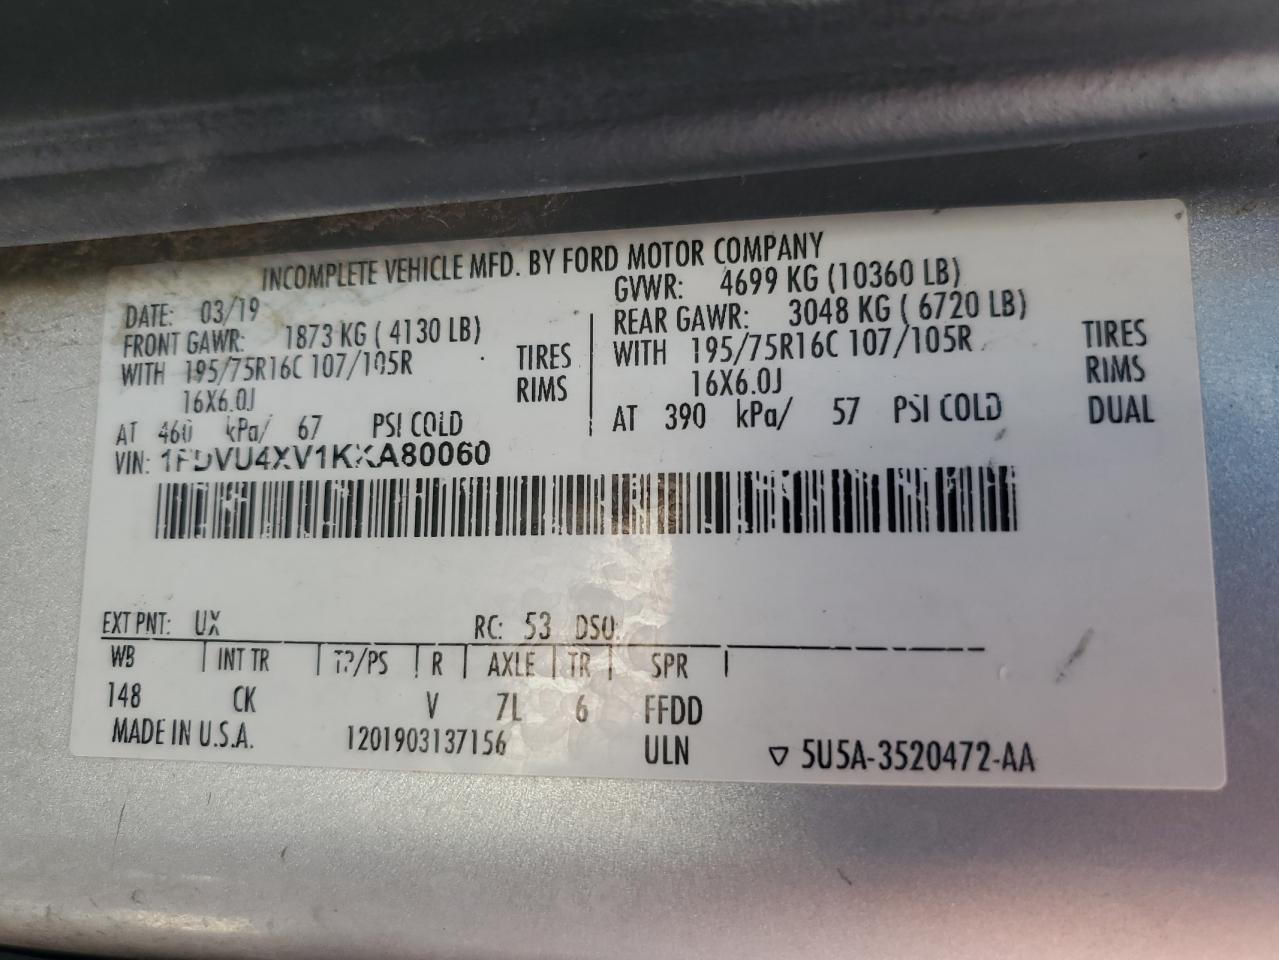 INCOMPLETE VEHICLE MFD. BY FORD MOTOR COMPANY
DATE: 03/19
FRONT GAWR: 1873 KG ( 4130 LB)
WITH 195/75R16C 107/105R TIRES
16X6.0J RIMS
AT 460 kPa/ 67 PSI COLD
GVWR: 4699 KG (10360 LB)
REAR GAWR: 3048 KG ( 6720 LB)
WITH 195/75R16C 107/105R TIRES
16X6.0J RIMS
AT 390 kPa/ 57 PSI COLD DUAL
VIN: 1FDVU4XV1KKA80060
EXT PNT: UX RC: 53 DSO:
WB INT TR TP/PS R AXLE TR SPR
148 CK V 7L 6 FFDD
MADE IN U.S.A. 1201903137156 ULN ▽ 5U5A-3520472-AA